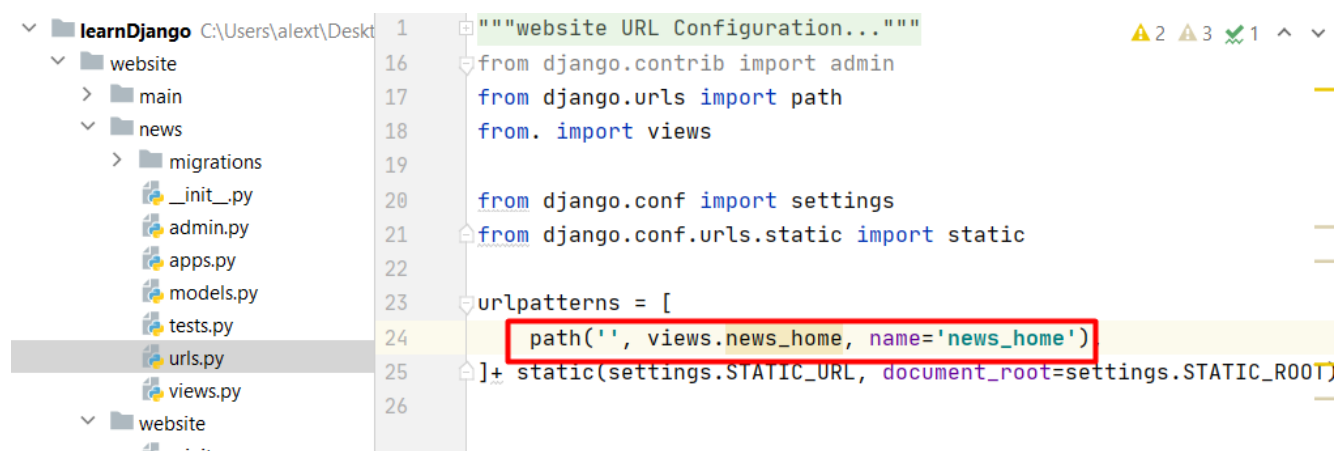 learnDjango C:\Users\alext\Deskt
website
main
news
migrations
__init__.py
admin.py
apps.py
models.py
tests.py
urls.py
views.py
website
1 """website URL Configuration..."""
2 3 1
16 from django.contrib import admin
17 from django.urls import path
18 from. import views
19
20 from django.conf import settings
21 from django.conf.urls.static import static
22
23 urlpatterns = [
24 path('', views.news_home, name='news_home'),
25 ]+ static(settings.STATIC_URL, document_root=settings.STATIC_ROOT)
26